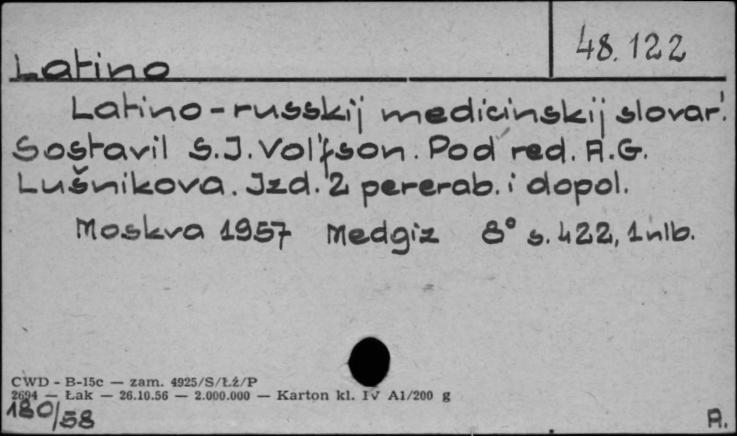 48.122
Latino
Latino-russkij medicinskij slovar'.
Sostavil S.I. Vol'fson. Pod red. A.G.
Lušnikova. Izd. 2 pererab. i dopol.
Moskva 1957 Medgiz 8° s. 422, 1 nlb.
CWD - B-15c — zam. 4925/S/Łź/P
2694 — Łak — 26.10.56 — 2.000.000 — Karton kl. IV A1/200 g
180/58
A.